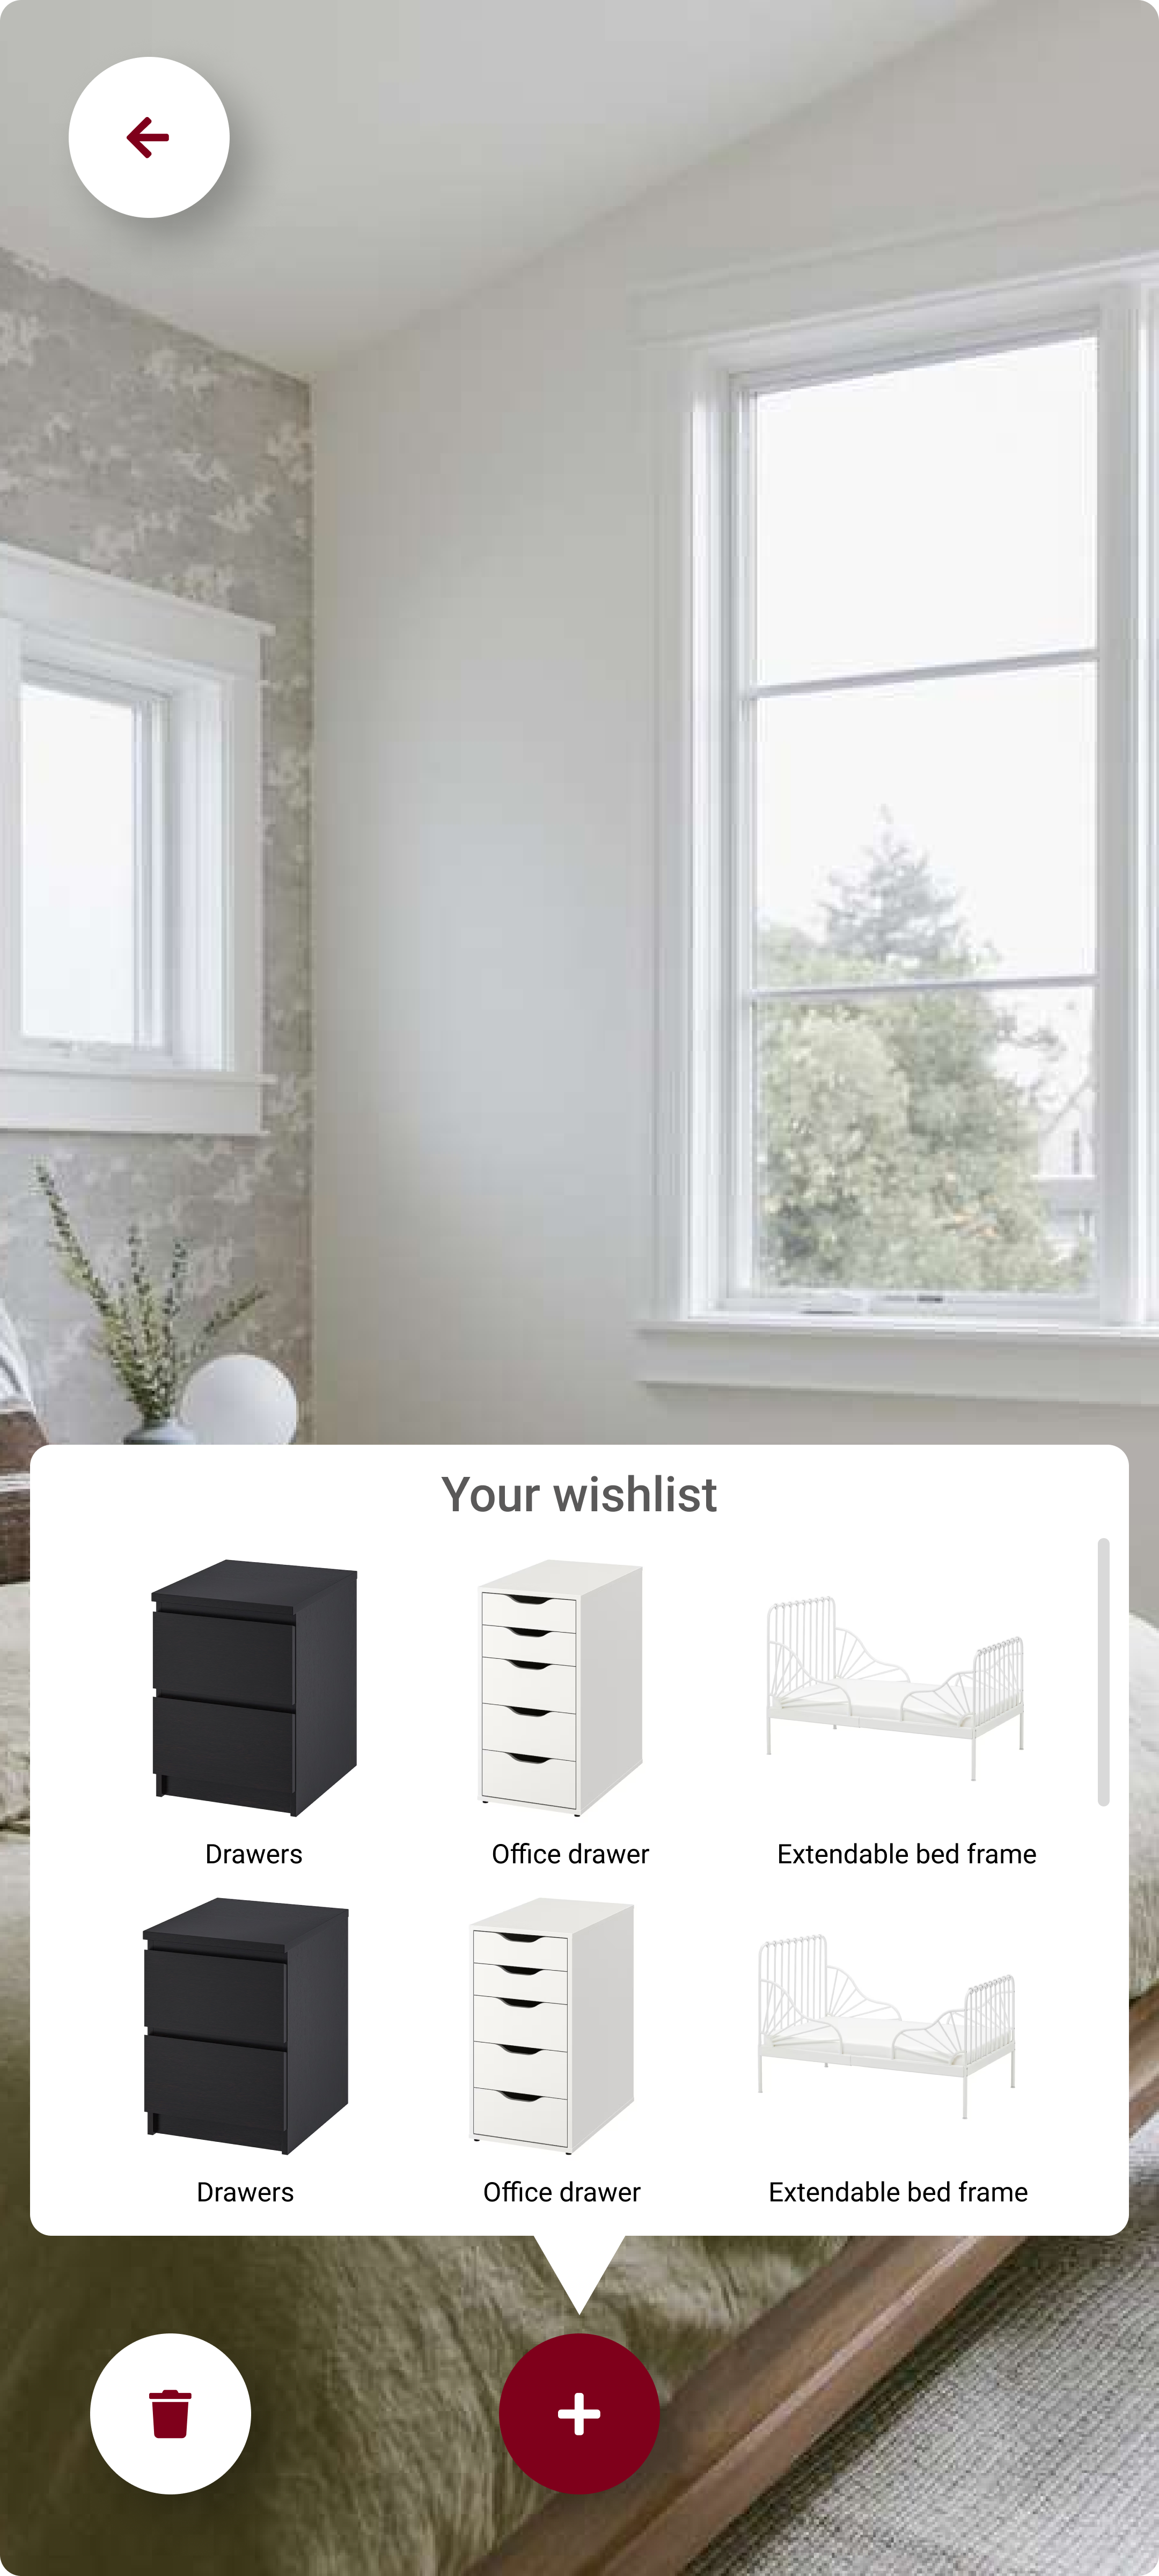 Your wishlist
Drawers
Office drawer
Extendable bed frame
Drawers
Office drawer
Extendable bed frame